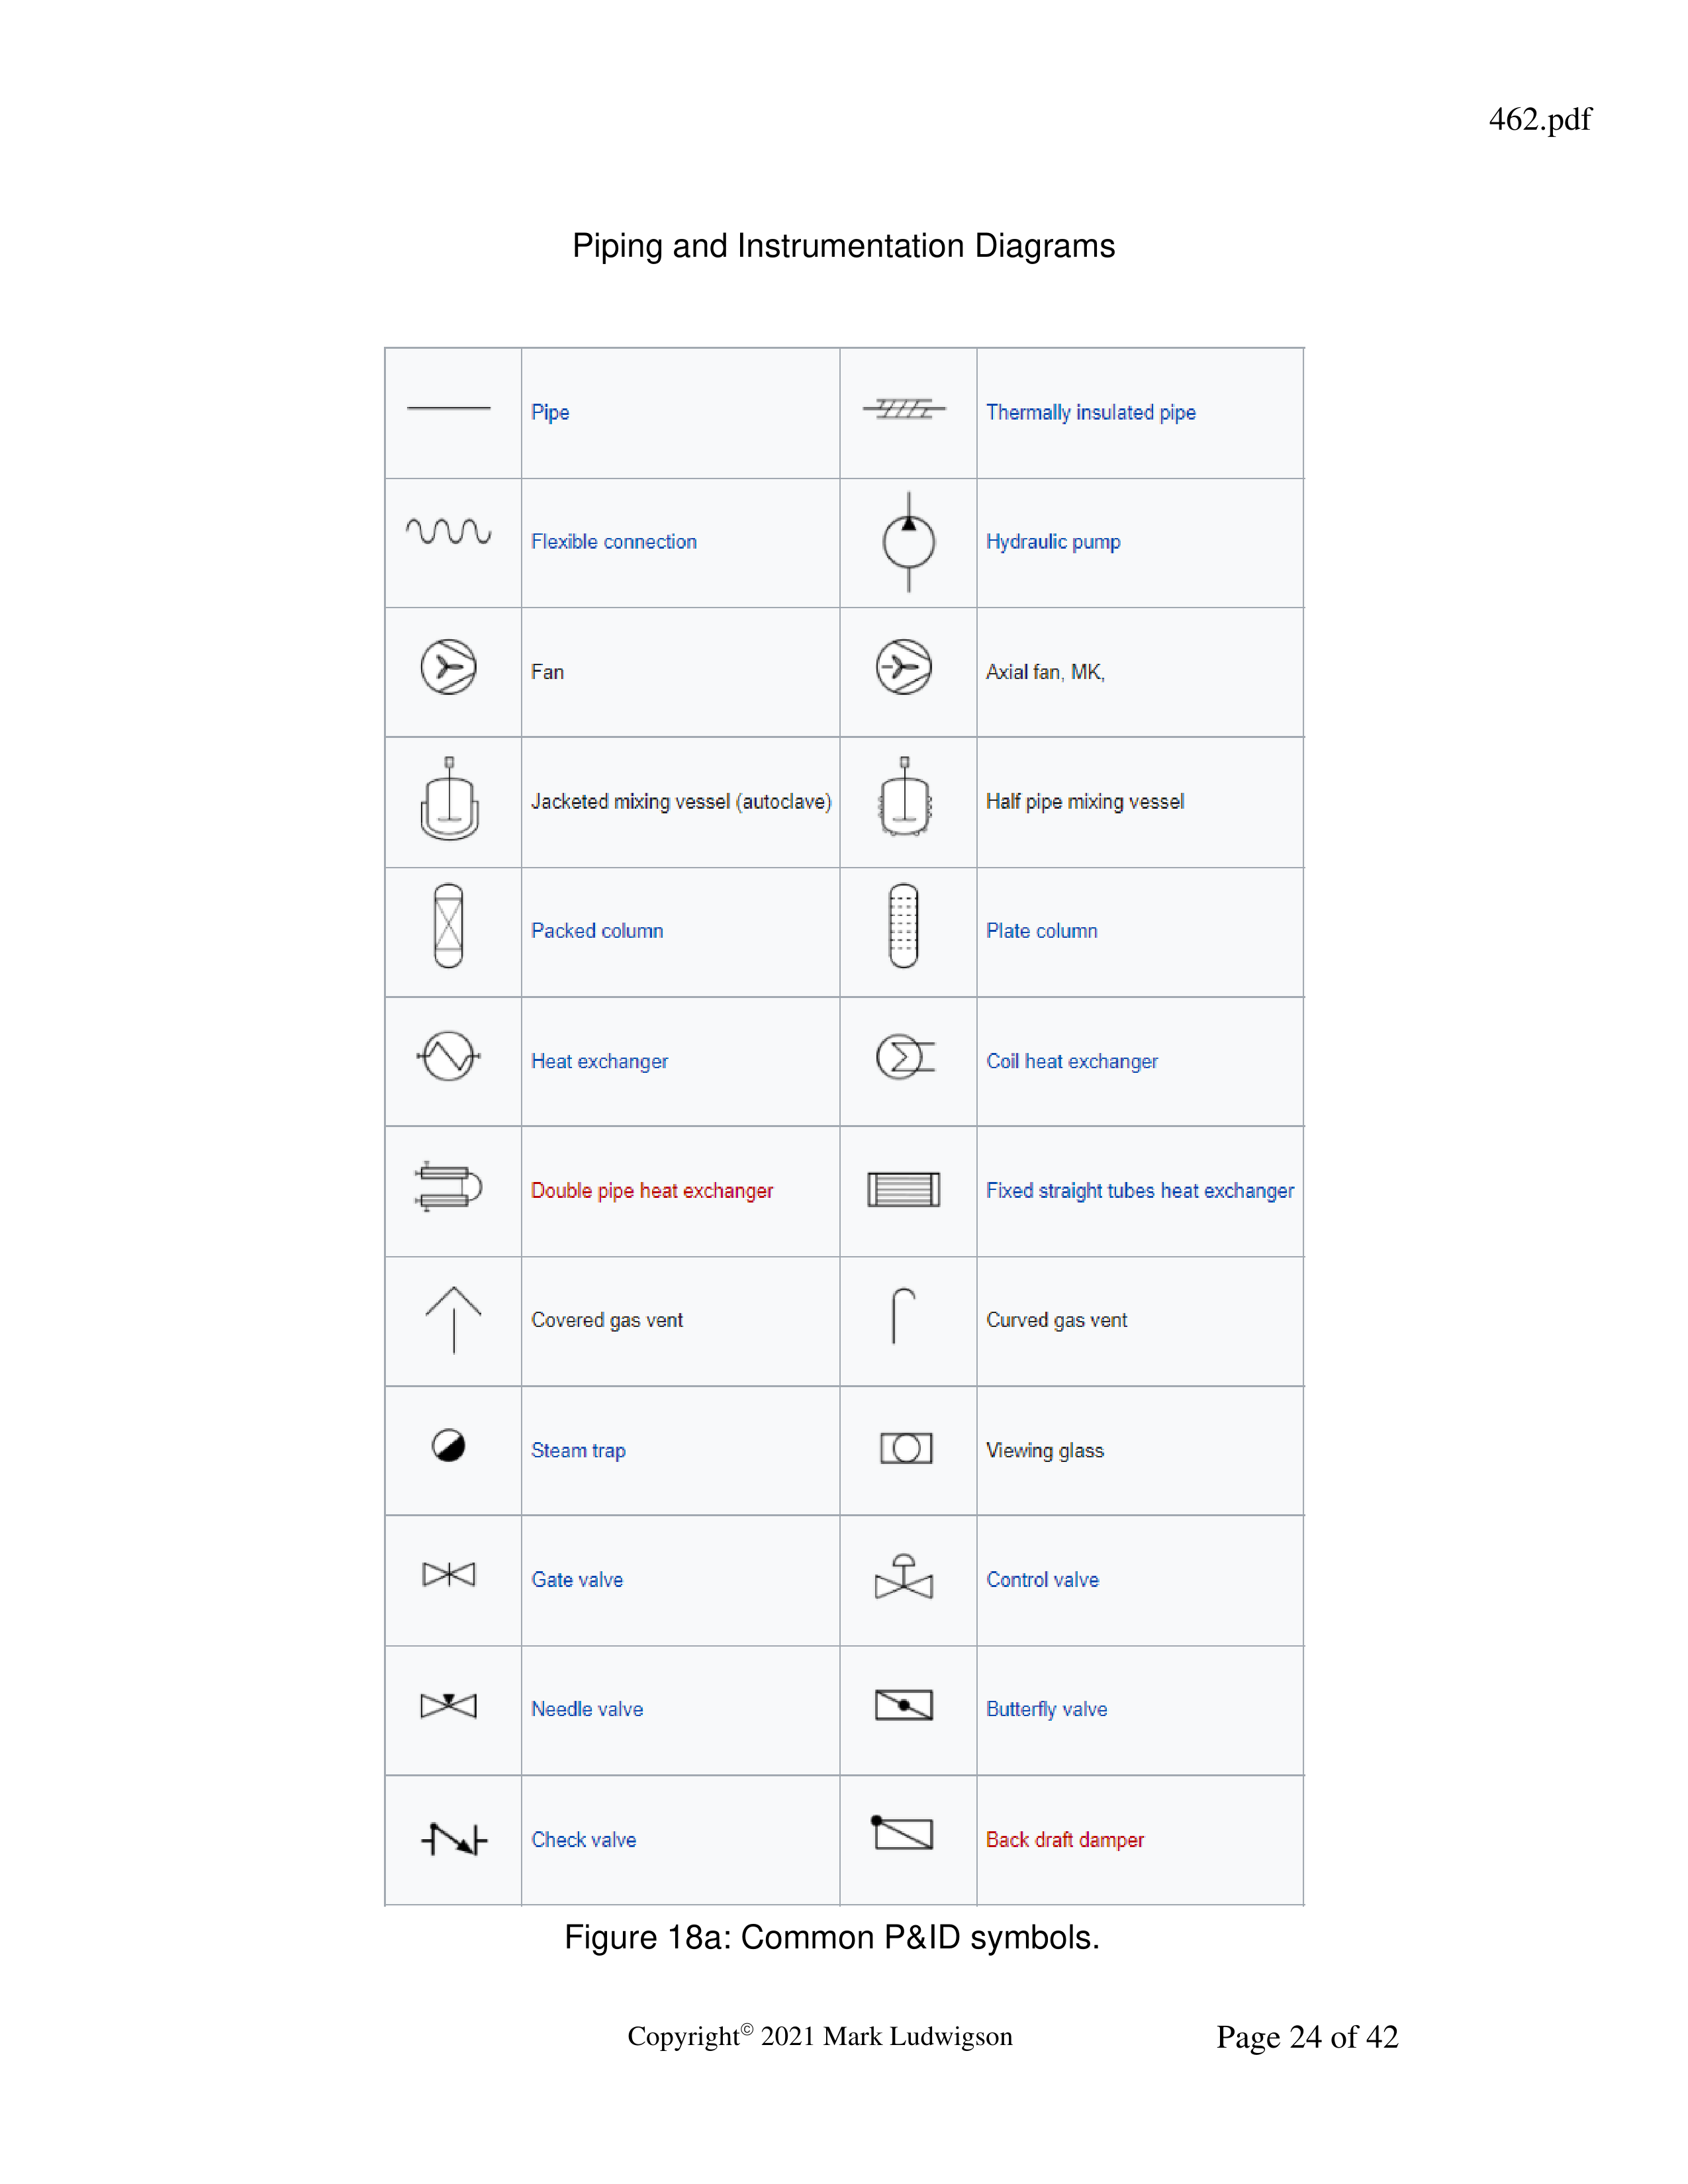 462.pdf
Piping and Instrumentation Diagrams
Pipe
Thermally insulated pipe
Flexible connection
Hydraulic pump
Fan
Axial fan, MK,
Jacketed mixing vessel (autoclave)
Half pipe mixing vessel
Packed column
Plate column
Heat exchanger
Coil heat exchanger
Double pipe heat exchanger
Fixed straight tubes heat exchanger
Covered gas vent
Curved gas vent
Steam trap
Viewing glass
Gate valve
Control valve
Needle valve
Butterfly valve
Check valve
Back draft damper
Figure 18a: Common P&ID symbols.
Copyright© 2021 Mark Ludwigson
Page 24 of 42